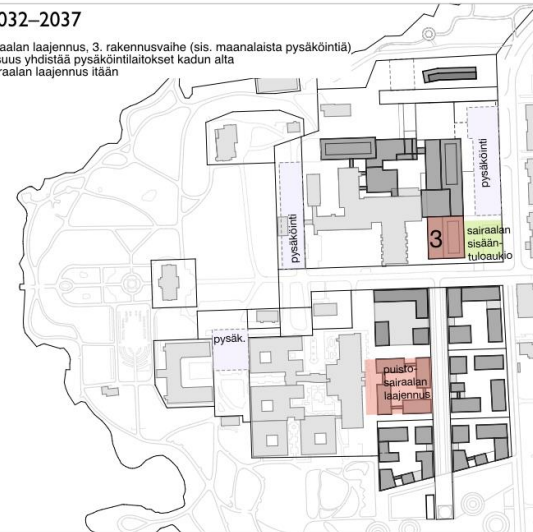 032–2037
aalan laajennus, 3. rakennusvaihe (sis. maanalaista pysäköintiä)
suus yhdistää pysäköintilaitokset kadun alta
raalan laajennus itään
pysäköinti
pysäköinti
3
sairaalan
sisään-
tuloaukio
pysäk.
puisto-
sairaalan
laajennus